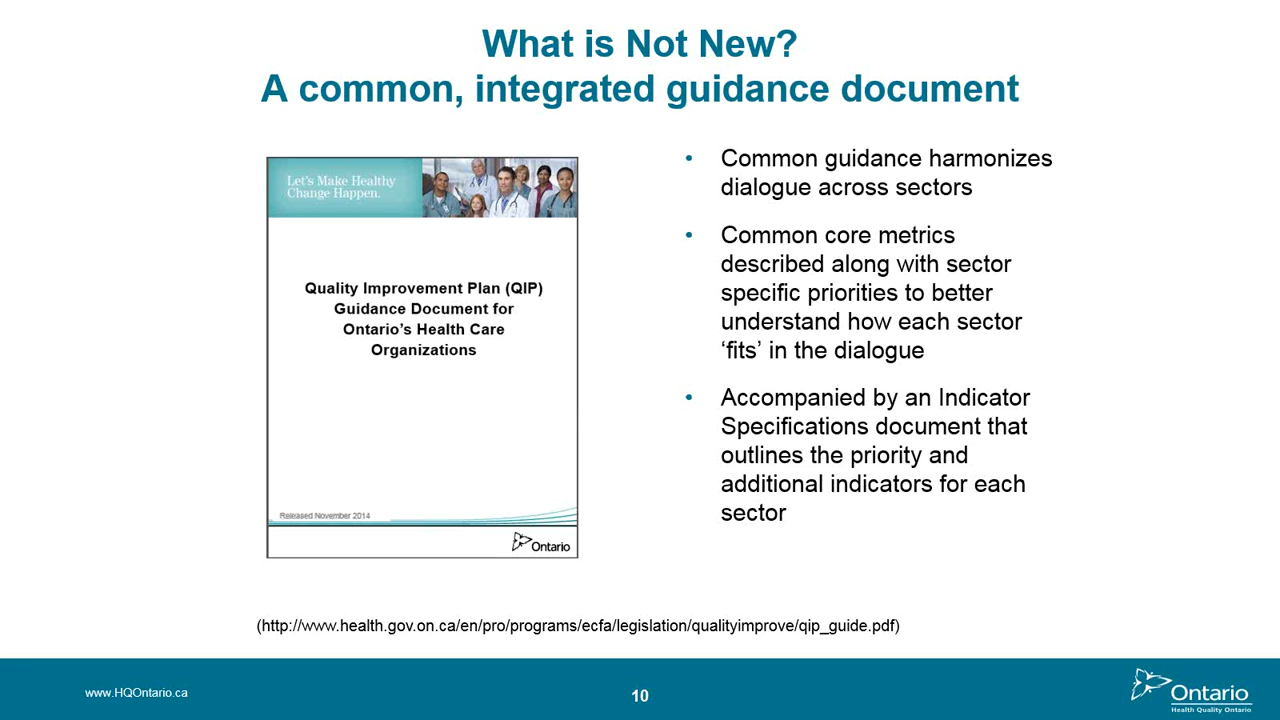 What is Not New?
A common, integrated guidance document
Let's Make Healthy
Change Happen.
Quality Improvement Plan (QIP)
Guidance Document for
Ontario's Health Care
Organizations
Released November 2014
Ontario
• Common guidance harmonizes
dialogue across sectors
• Common core metrics
described along with sector
specific priorities to better
understand how each sector
‘fits’ in the dialogue
• Accompanied by an Indicator
Specifications document that
outlines the priority and
additional indicators for each
sector
(http://www.health.gov.on.ca/en/pro/programs/ecfa/legislation/qualityimprove/qip_guide.pdf)
www.HQOntario.ca
10
Ontario
Health Quality Ontario